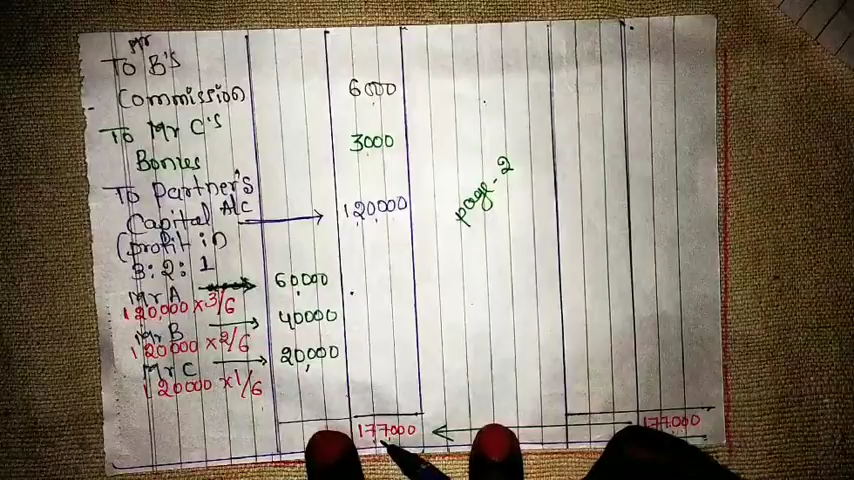 Mr
To B's
Commission 6000
To Mr C's
Bonus 3000
To Partner's
Capital A/c 120,000
(profit in
3:2:1
Mr A 60,000
120,000 x 3/6
Mr B 40000
120000 x 2/6
Mr C 20,000
120000 x 1/6
page-2
177000 177000